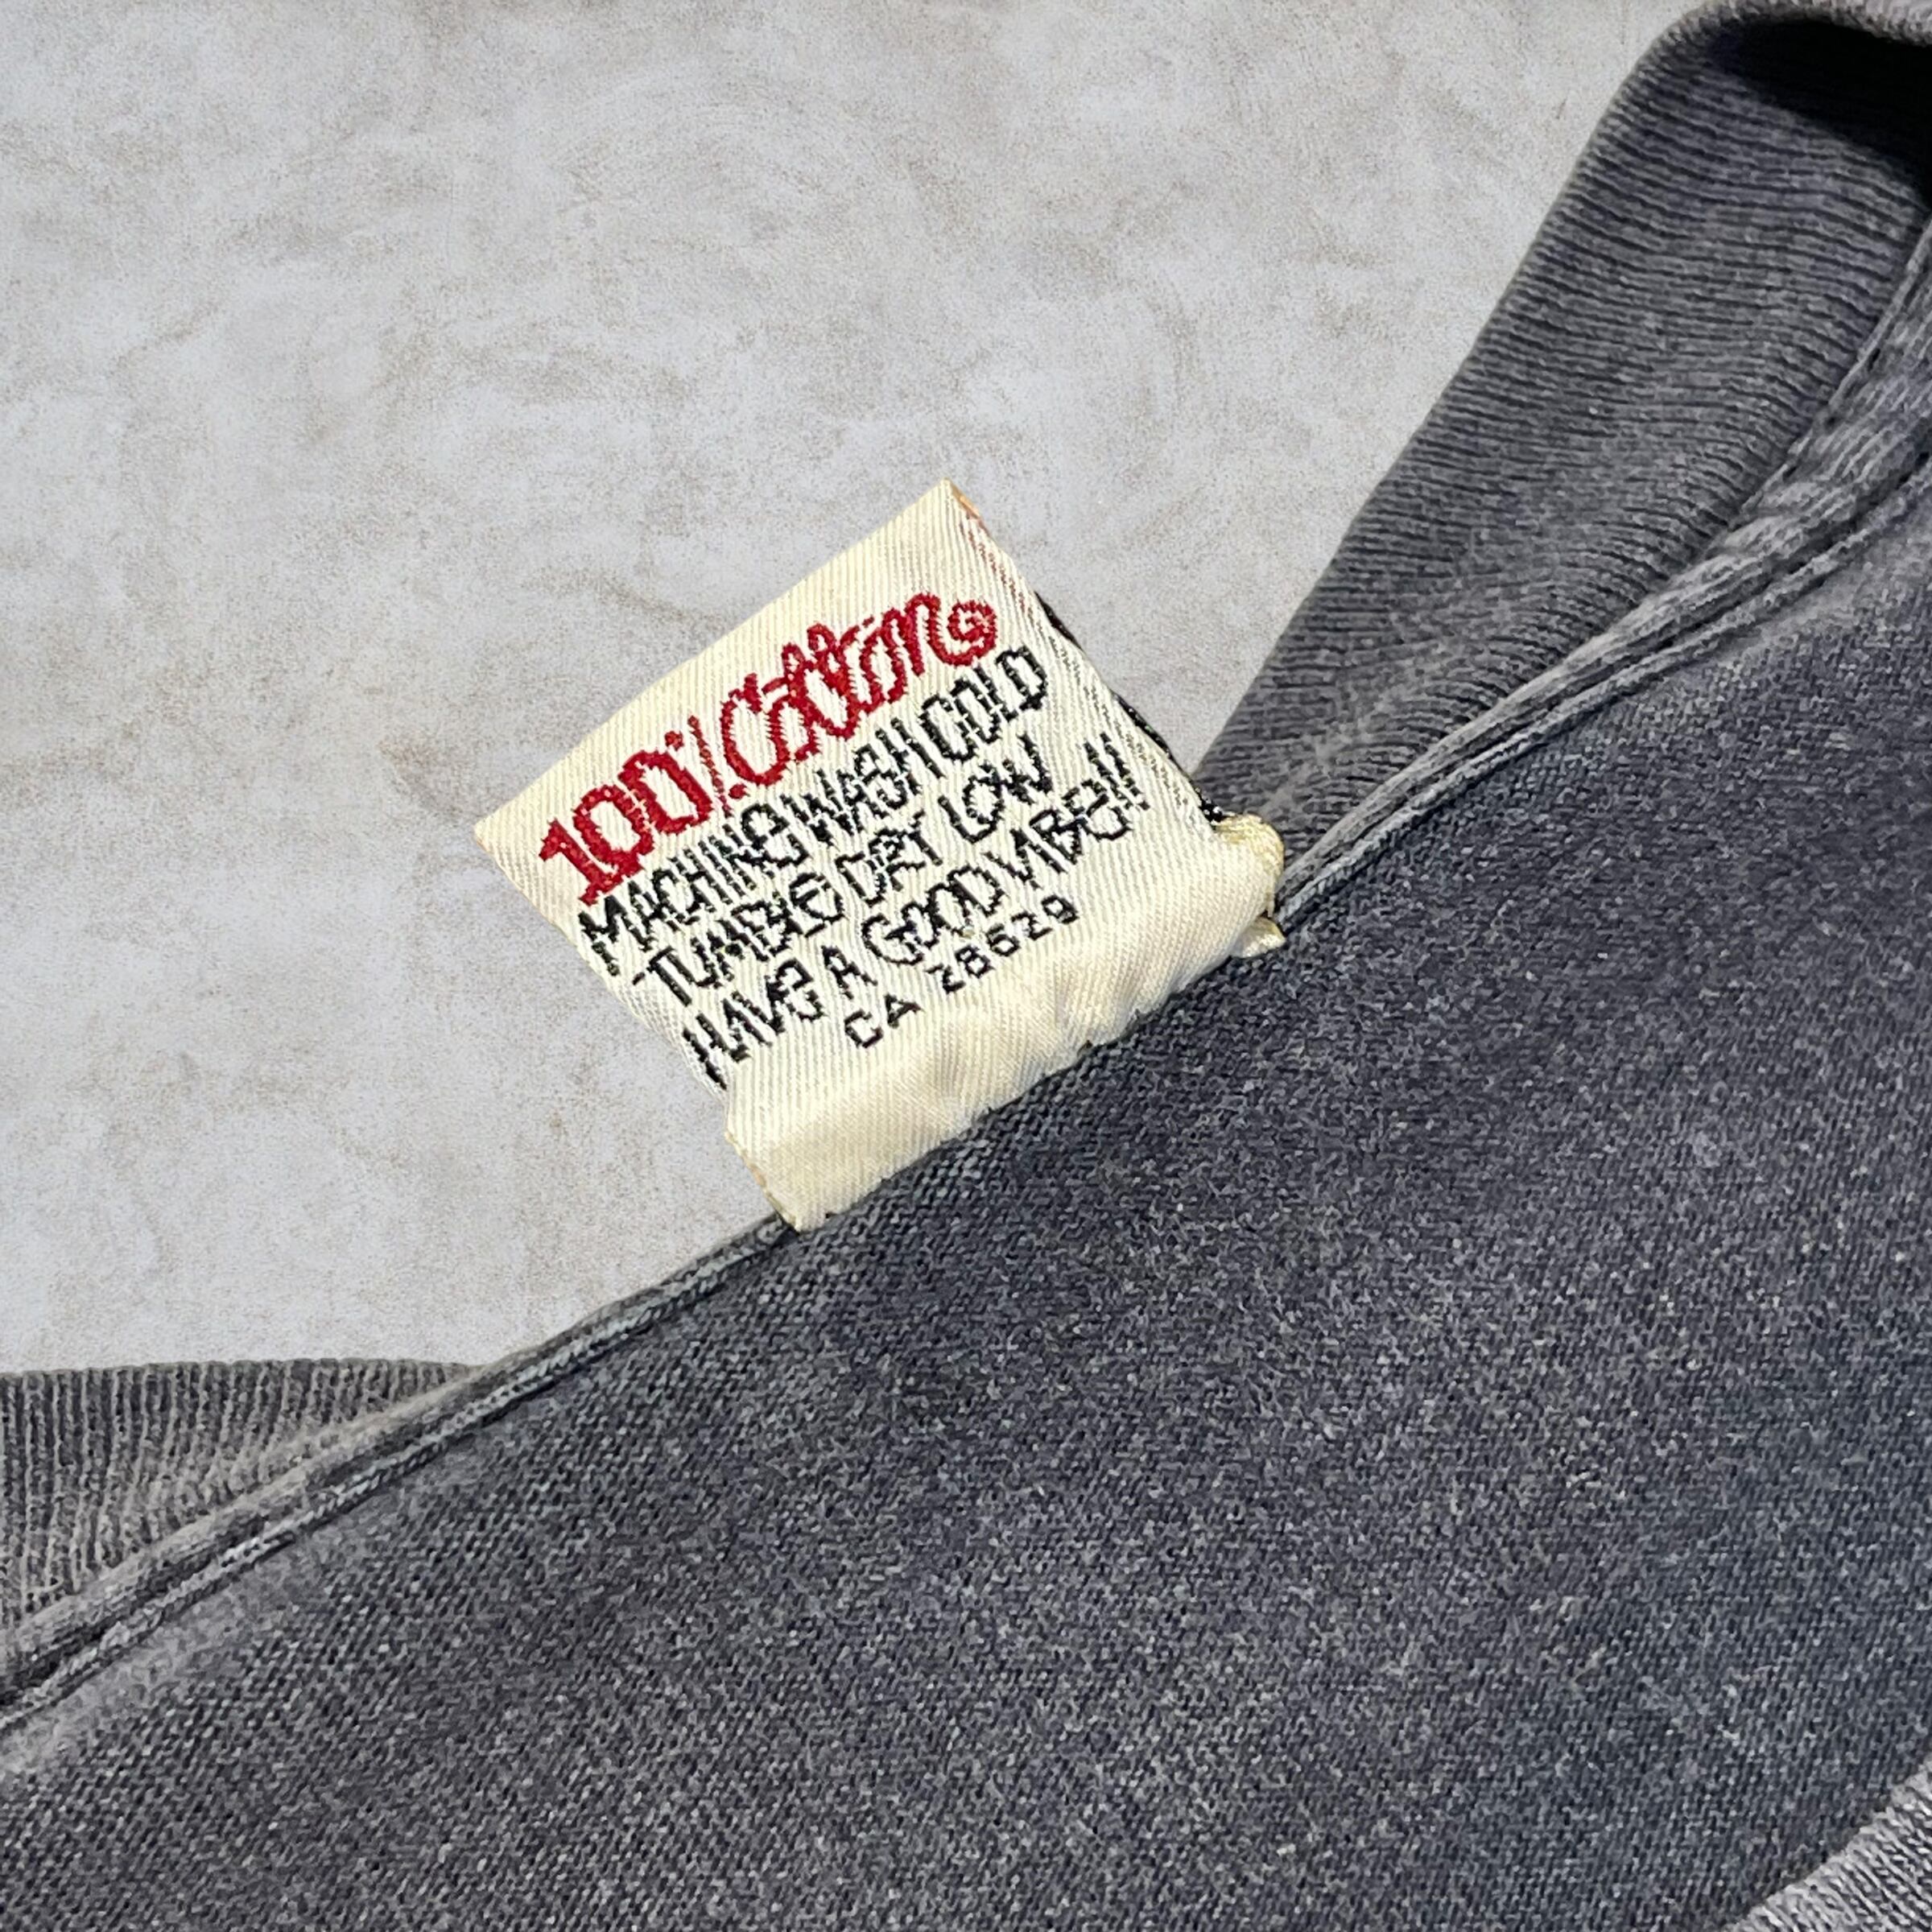 100% Cotton
MACHINE WASH COLD
TUMBLE DRY LOW
HAVE A GOOD VIBE!!
CA 28629